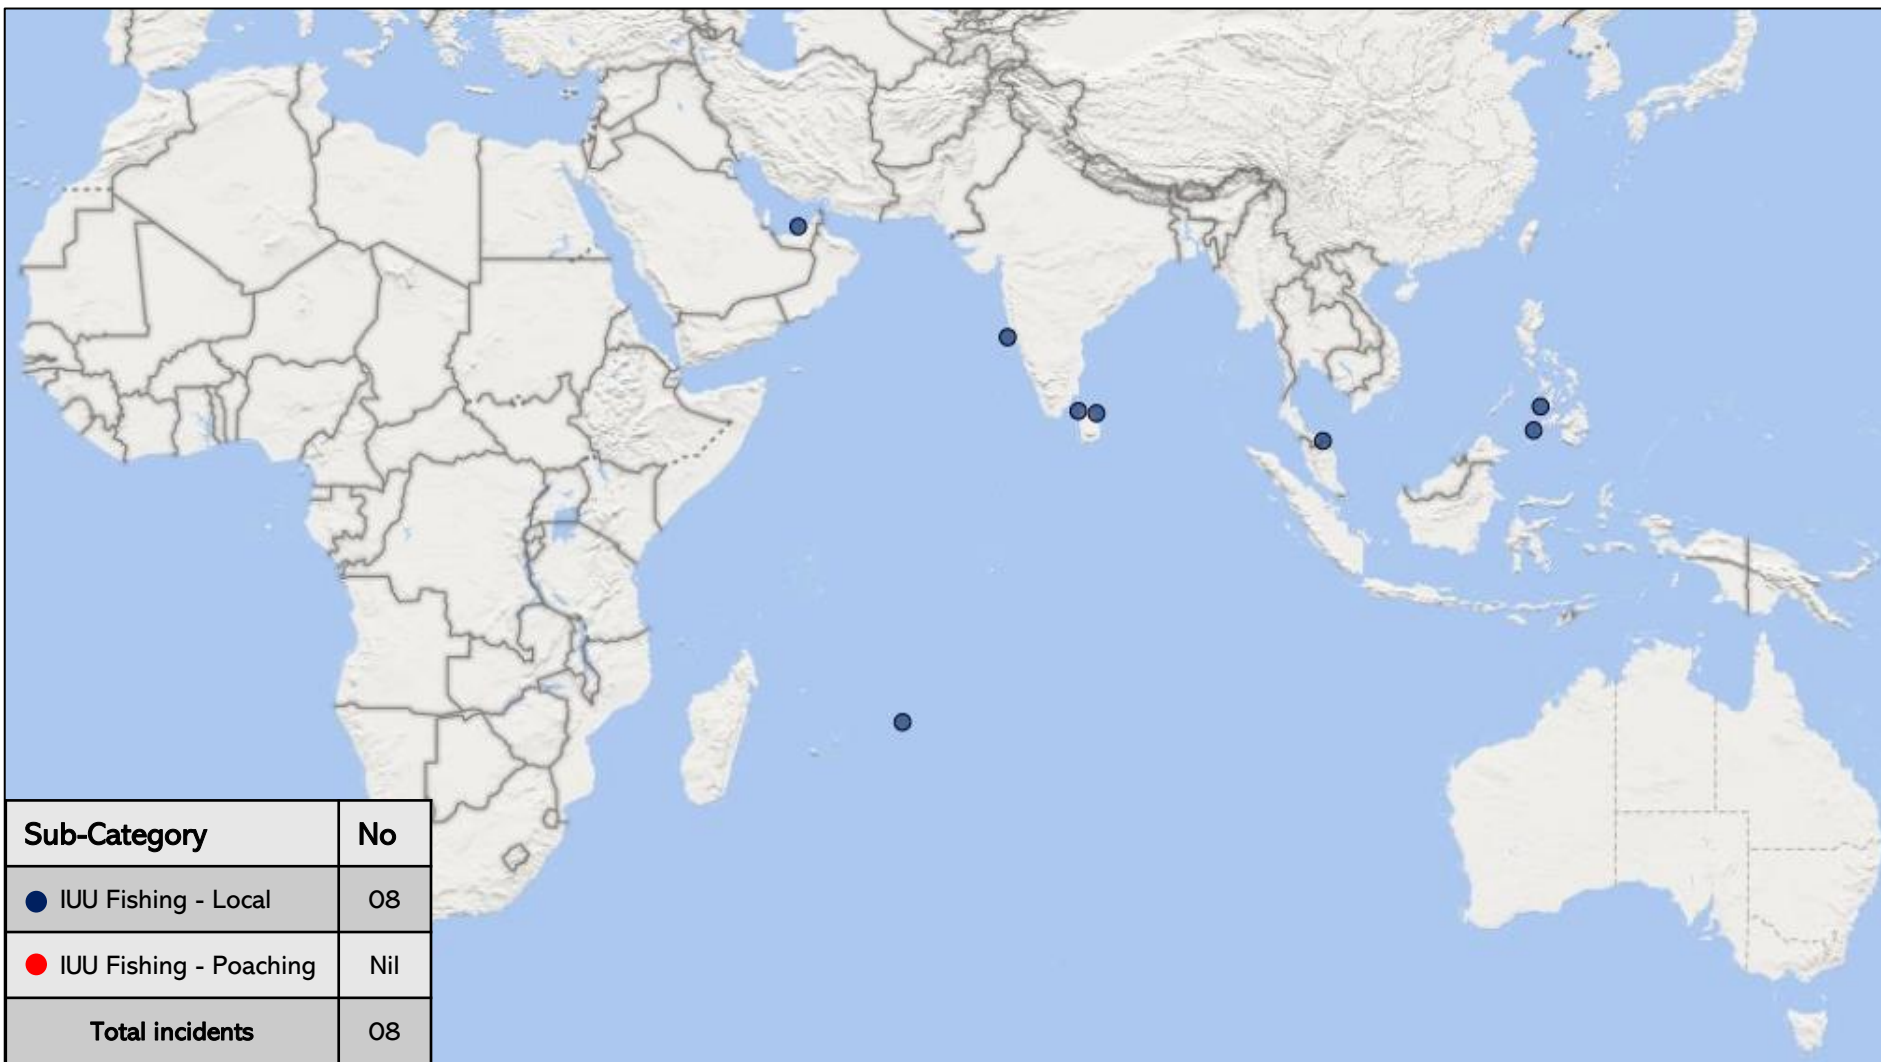 Sub-Category No
IUU Fishing - Local 08
IUU Fishing - Poaching Nil
Total incidents 08